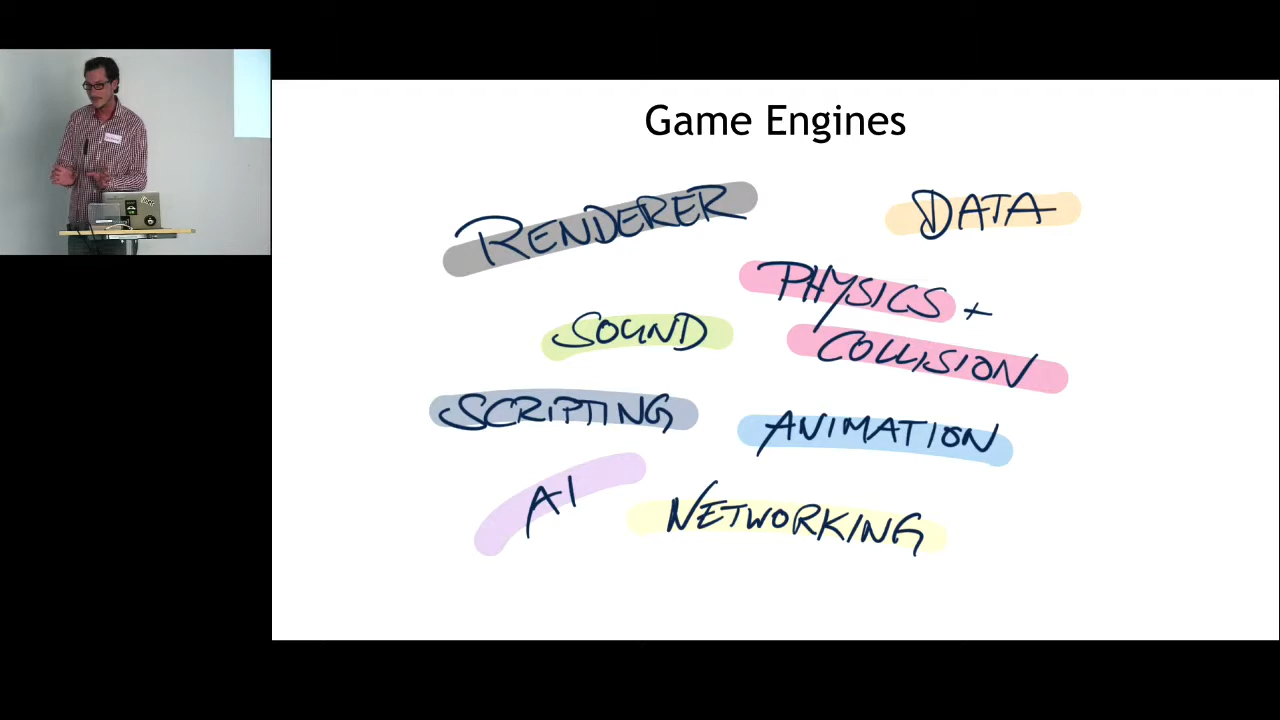 Game Engines
RENDERER
DATA
PHYSICS +
COLLISION
SOUND
SCRIPTING
ANIMATION
AI
NETWORKING